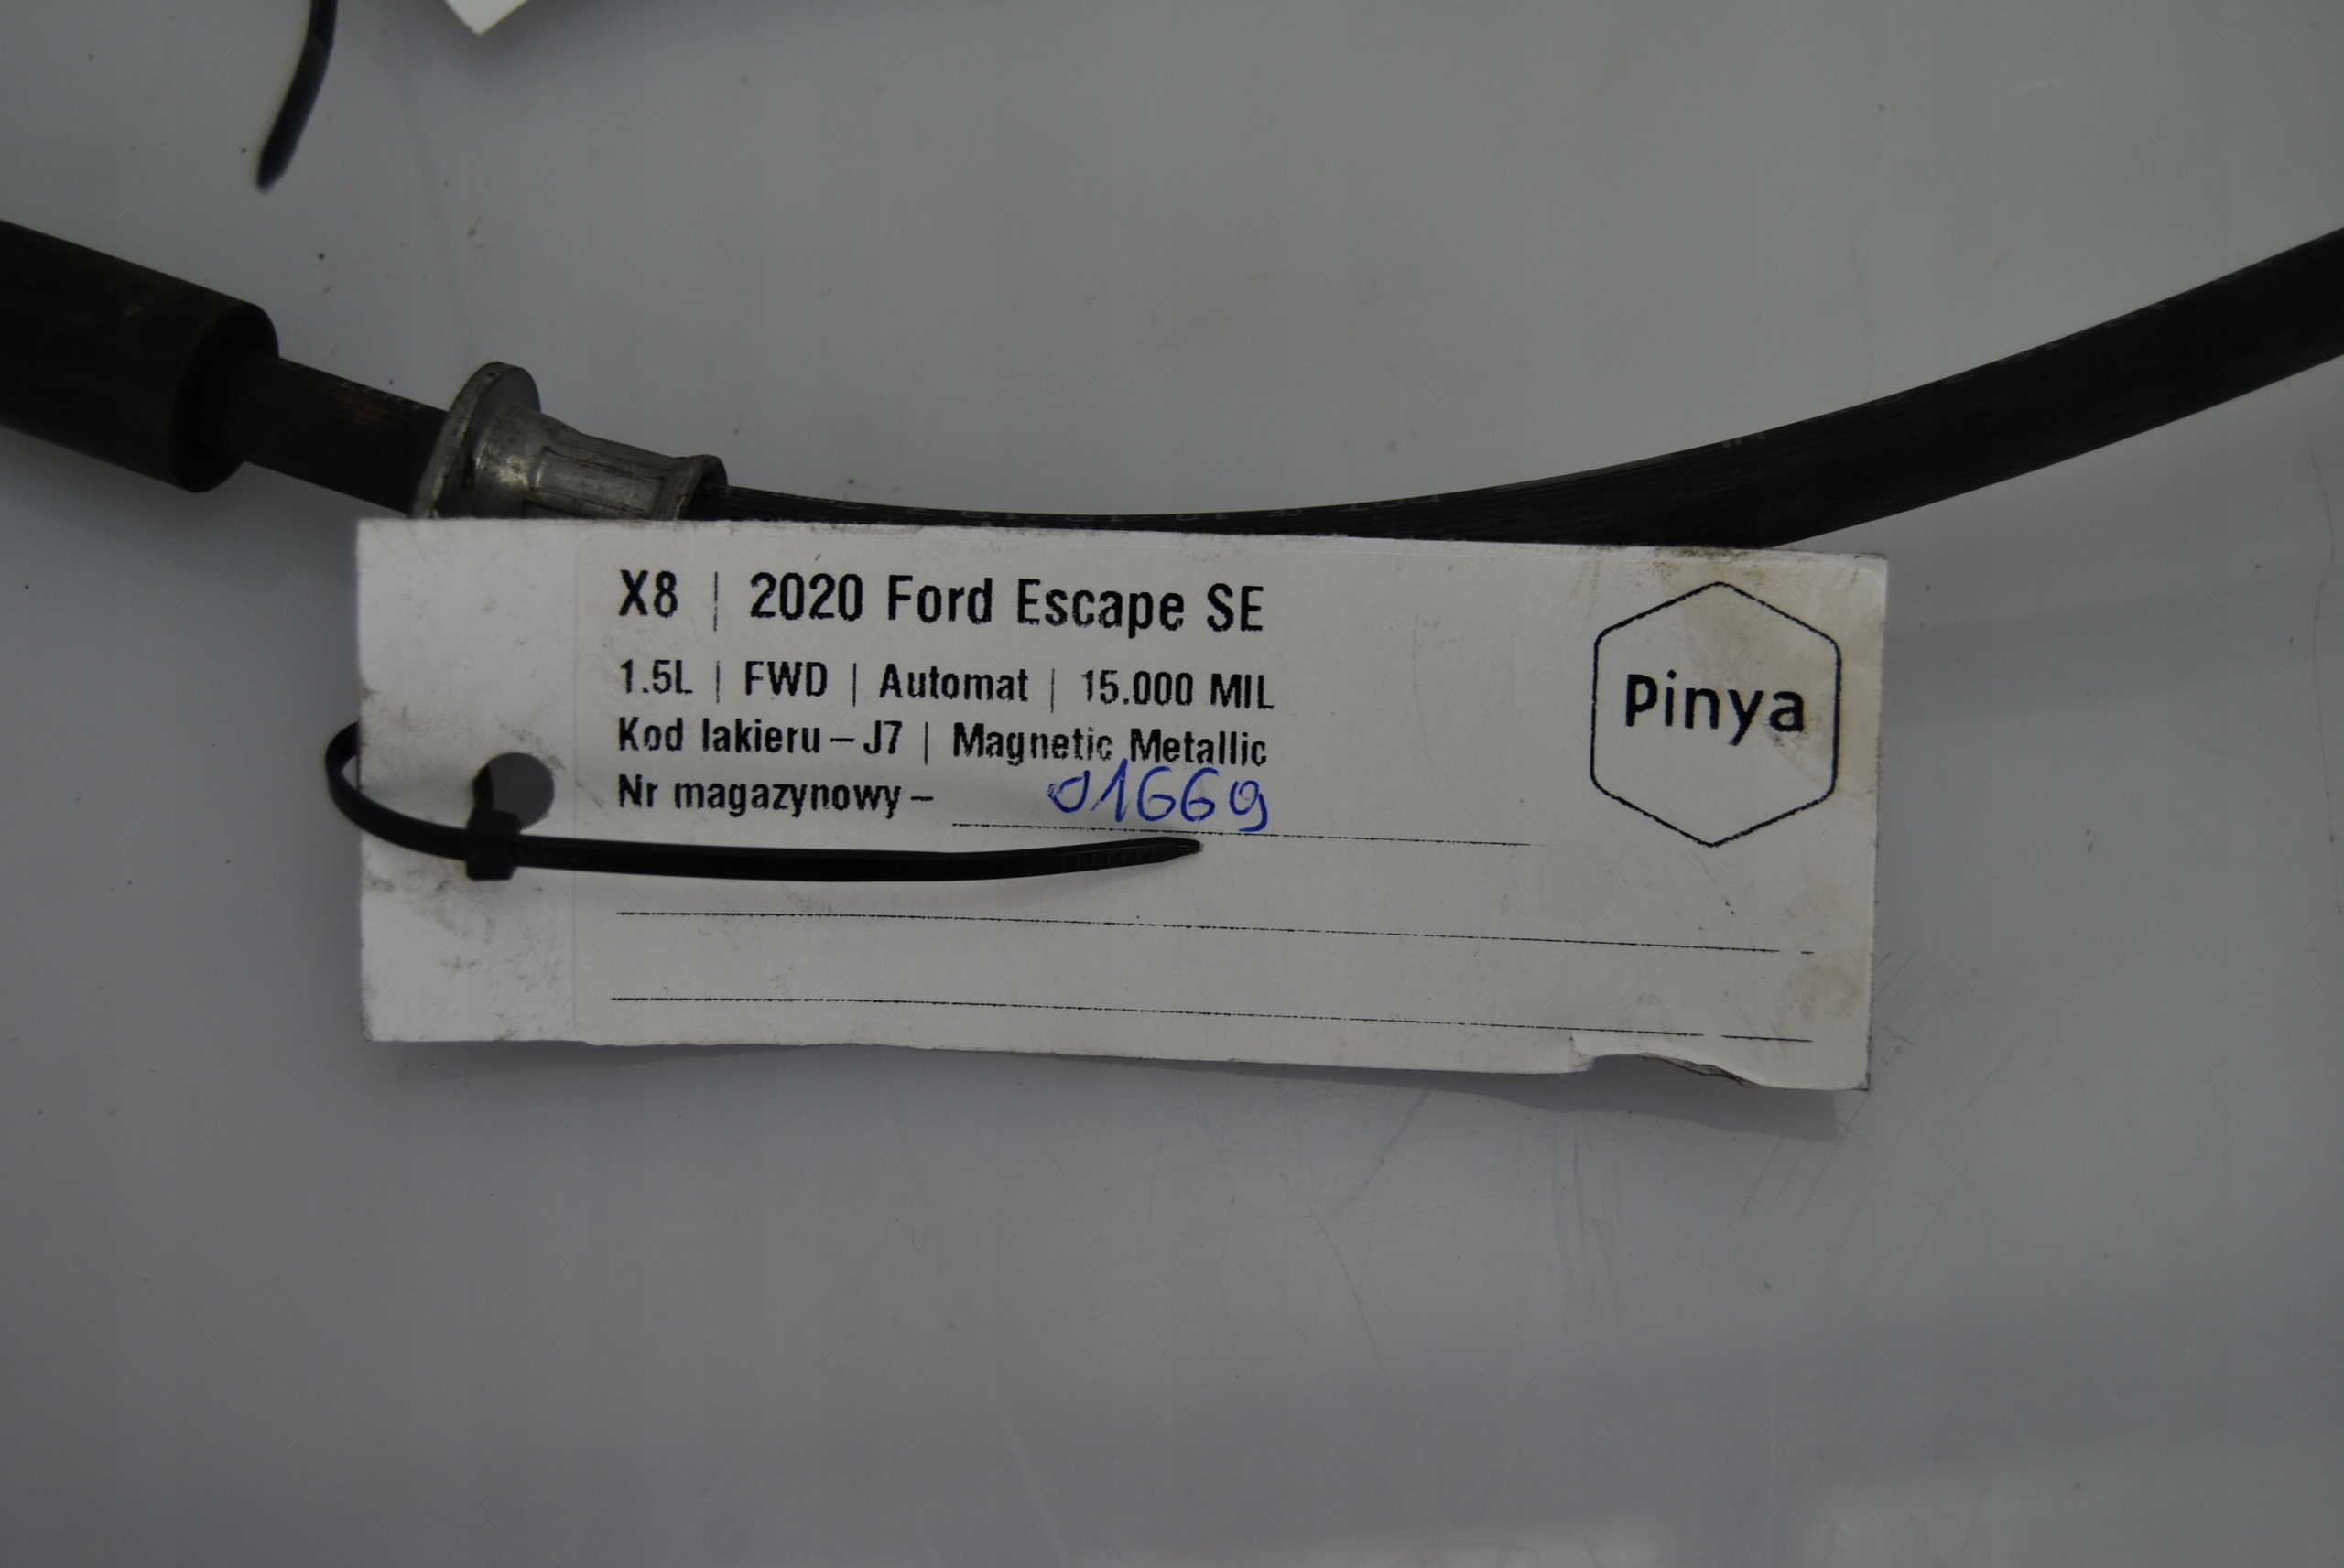 X8 | 2020 Ford Escape SE
1.5L | FWD | Automat | 15.000 MIL
Kod lakieru – J7 | Magnetic Metallic
Nr magazynowy – 01669
Pinya